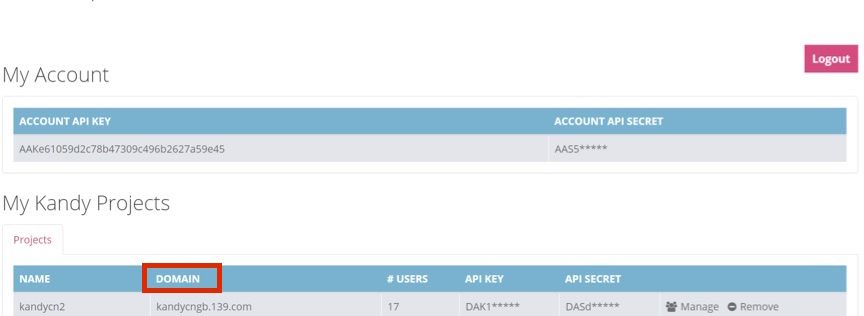 Logout
My Account
ACCOUNT API KEY ACCOUNT API SECRET
AAKe61059d2c78b47309c496b2627a59e45 AAS5*****
My Kandy Projects
Projects
NAME DOMAIN # USERS API KEY API SECRET
kandycn2 kandycngb.139.com 17 DAK1***** DASd***** Manage Remove